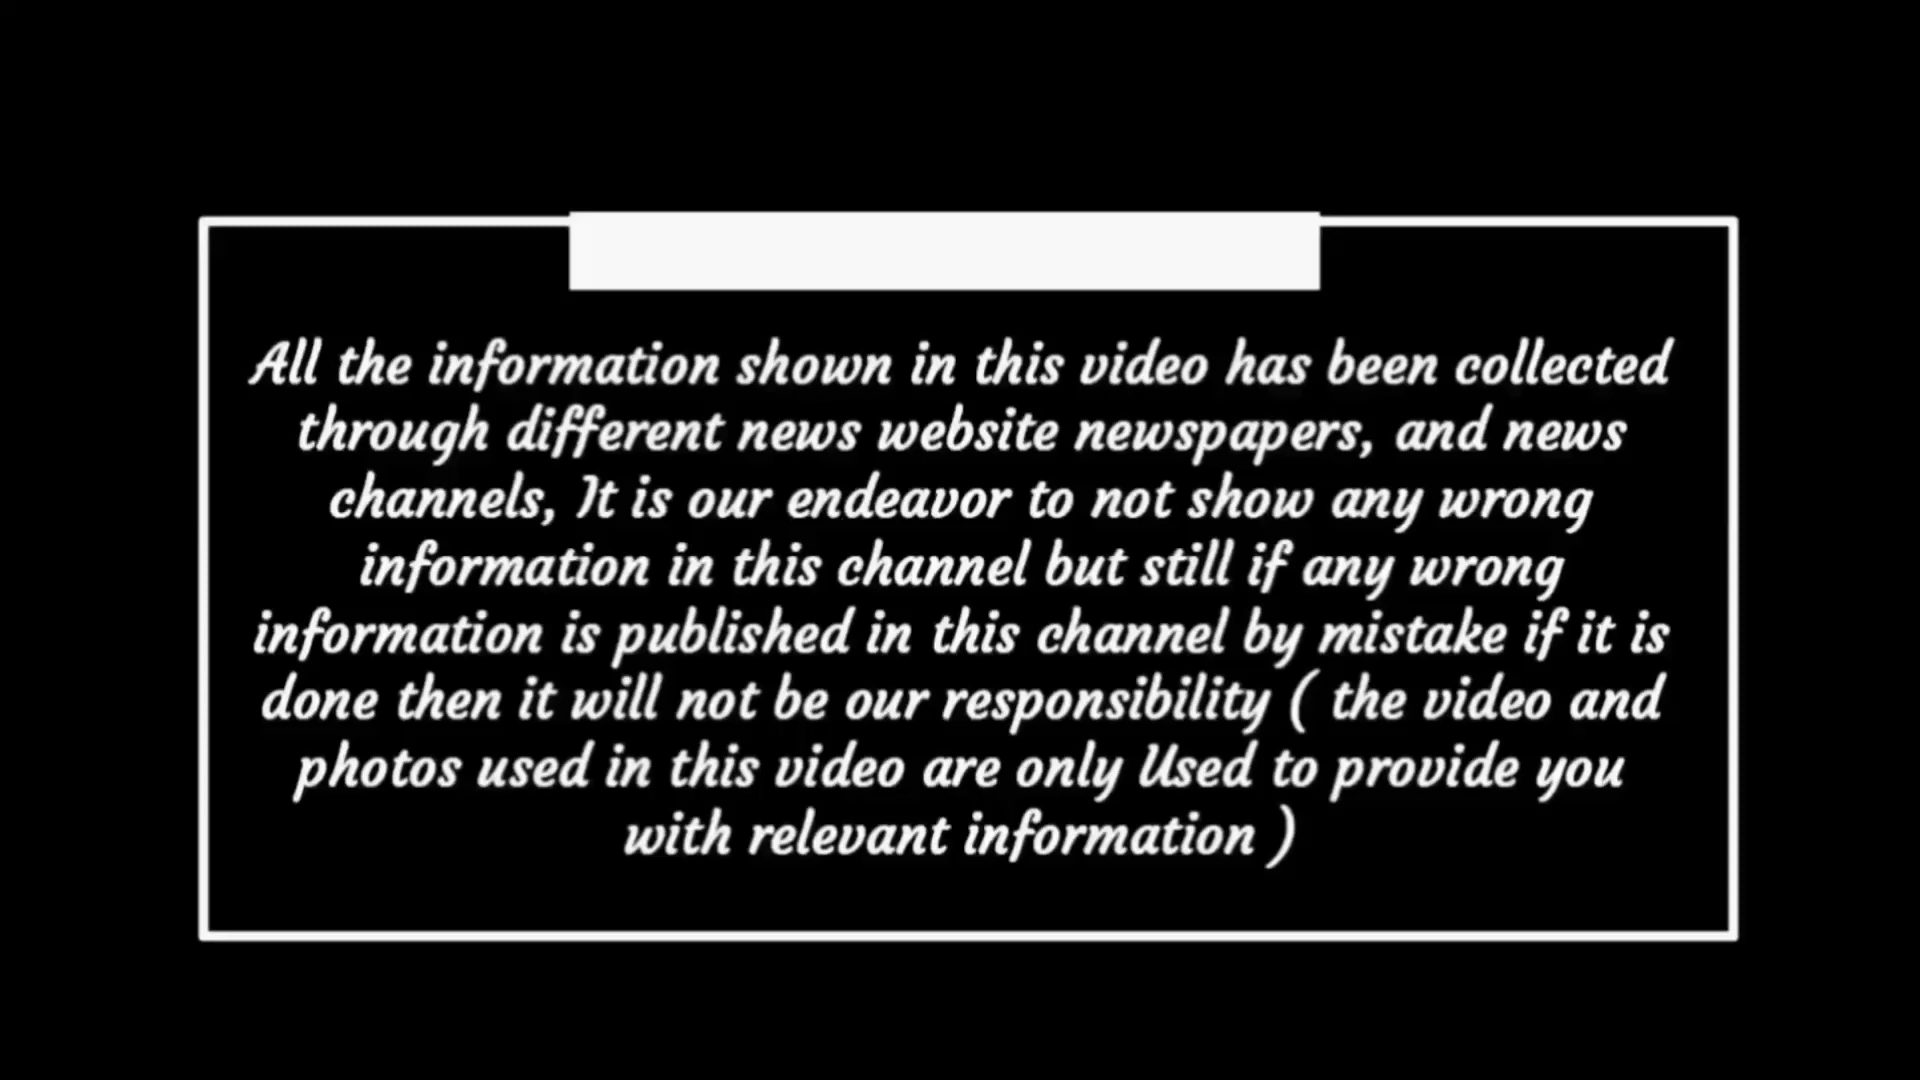 All the information shown in this video has been collected
through different news website newspapers, and news
channels, It is our endeavor to not show any wrong
information in this channel but still if any wrong
information is published in this channel by mistake if it is
done then it will not be our responsibility ( the video and
photos used in this video are only Used to provide you
with relevant information )